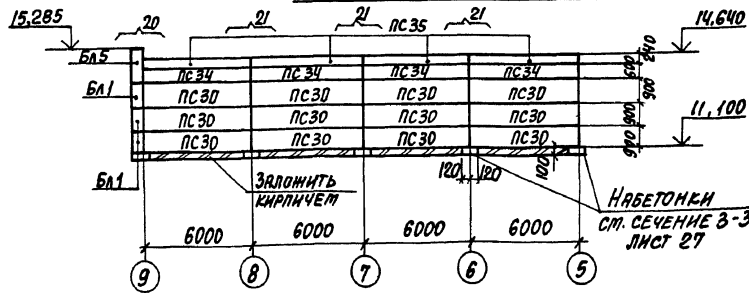 15,285
20
21
21
21
ПС35
14,640
Бл5
ПС34 ПС34 ПС34 ПС34
240
600
Бл1
ПС30 ПС30 ПС30 ПС30
900
ПС30 ПС30 ПС30 ПС30
900
11,100
ПС30 ПС30 ПС30 ПС30
900
Бл1
ЗАЛОЖИТЬ
КИРПИЧЕМ
120 120
100
НАБЕТОНКИ
СТ. СЕЧЕНИЕ 3-3
ЛИСТ 27
6000 6000 6000 6000
9 8 7 6 5